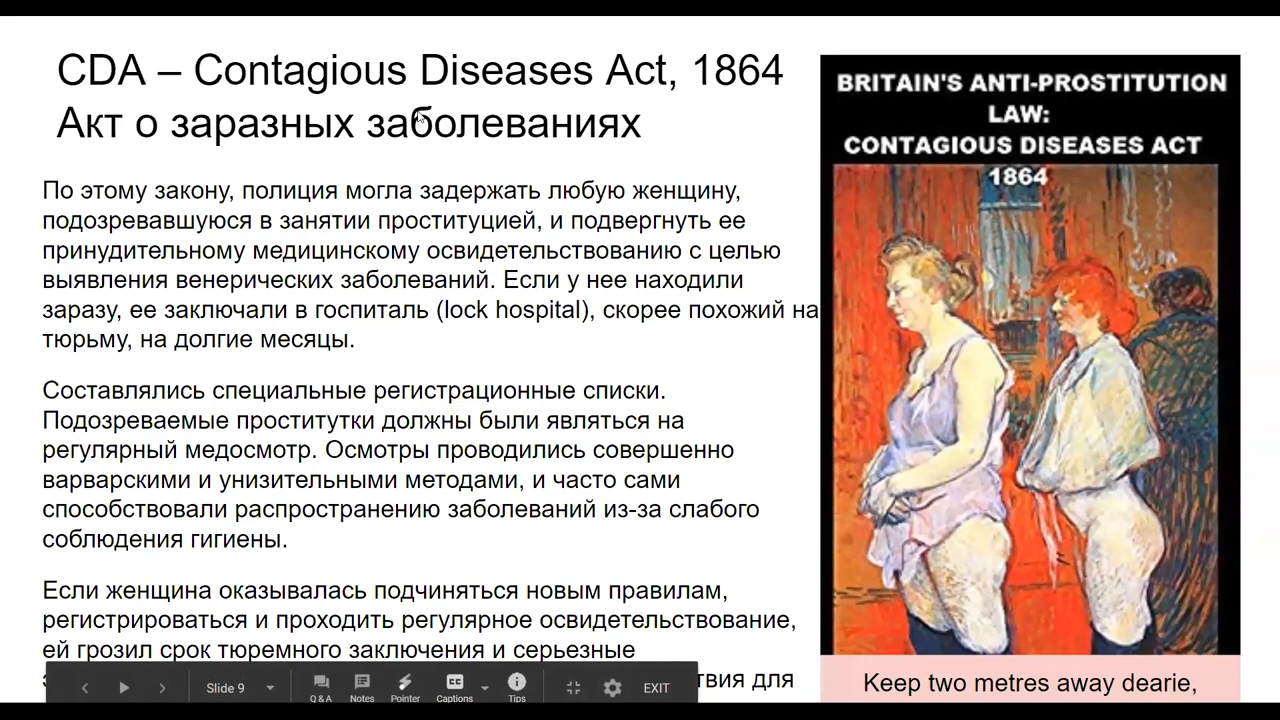 CDA – Contagious Diseases Act, 1864
Акт о заразных заболеваниях
По этому закону, полиция могла задержать любую женщину,
подозревавшуюся в занятии проституцией, и подвергнуть ее
принудительному медицинскому освидетельствованию с целью
выявления венерических заболеваний. Если у нее находили
заразу, ее заключали в госпиталь (lock hospital), скорее похожий на
тюрьму, на долгие месяцы.
Составлялись специальные регистрационные списки.
Подозреваемые проститутки должны были являться на
регулярный медосмотр. Осмотры проводились совершенно
варварскими и унизительными методами, и часто сами
способствовали распространению заболеваний из-за слабого
соблюдения гигиены.
Если женщина оказывалась подчиняться новым правилам,
регистрироваться и проходить регулярное освидетельствование,
ей грозил срок тюремного заключения и серьезные
для
BRITAIN'S ANTI-PROSTITUTION
LAW:
CONTAGIOUS DISEASES ACT
1864
Keep two metres away dearie,
Slide 9
Q & A
Notes
Pointer
Captions
Tips
EXIT